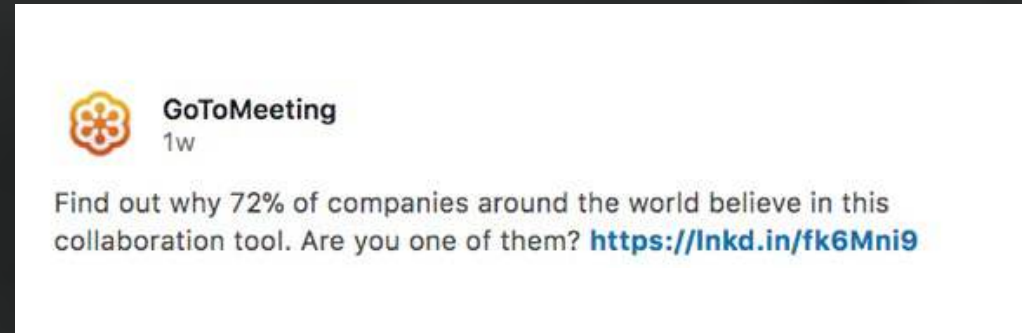 GoToMeeting
1w
Find out why 72% of companies around the world believe in this
collaboration tool. Are you one of them? https://lnkd.in/fk6Mni9